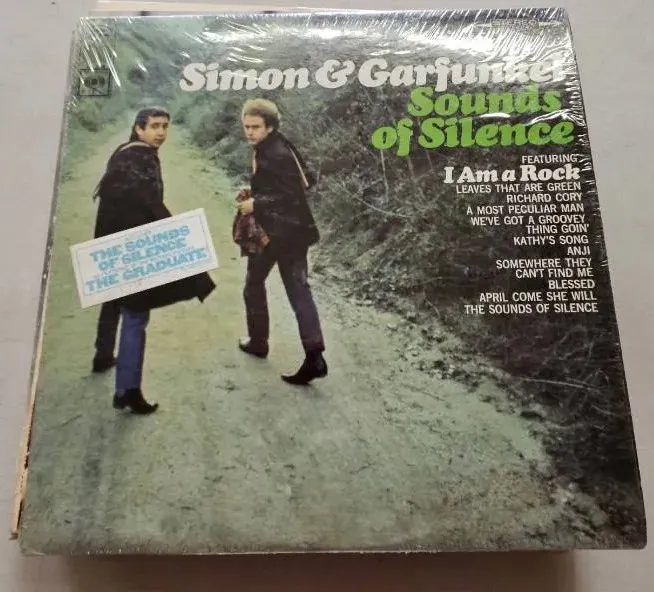 STEREO
Simon & Garfunkel
Sounds
of Silence
FEATURING
I Am a Rock
LEAVES THAT ARE GREEN
RICHARD CORY
A MOST PECULIAR MAN
WE'VE GOT A GROOVEY
THING GOIN'
KATHY'S SONG
ANJI
SOMEWHERE THEY
CAN'T FIND ME
BLESSED
APRIL COME SHE WILL
THE SOUNDS OF SILENCE
THE SOUNDS
OF SILENCE
THE GRADUATE